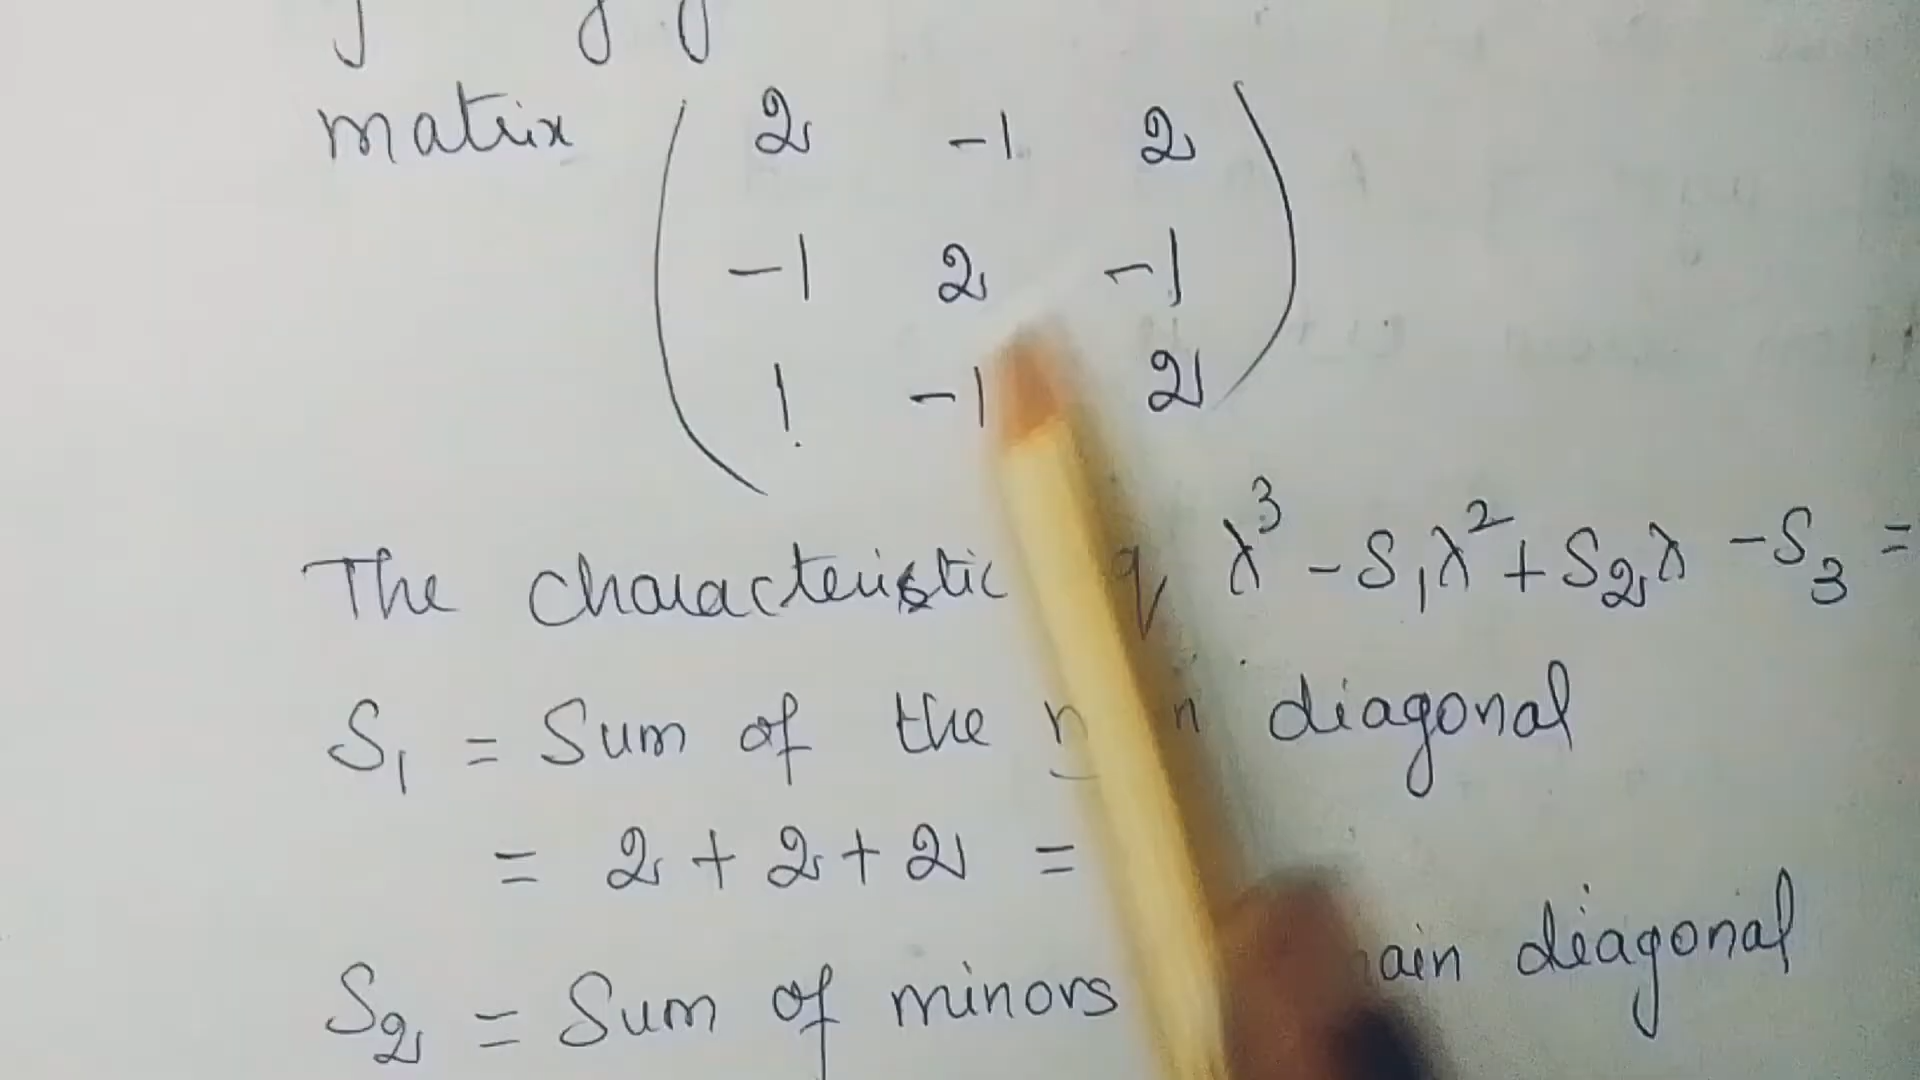 matrix ( 2 -1 2
-1 2 -1
1 -1 2 )
The characteristic λ³ - S₁λ² + S₂λ - S₃ =
S₁ = Sum of the diagonal
= 2 + 2 + 2 =
S₂ = Sum of minors diagonal